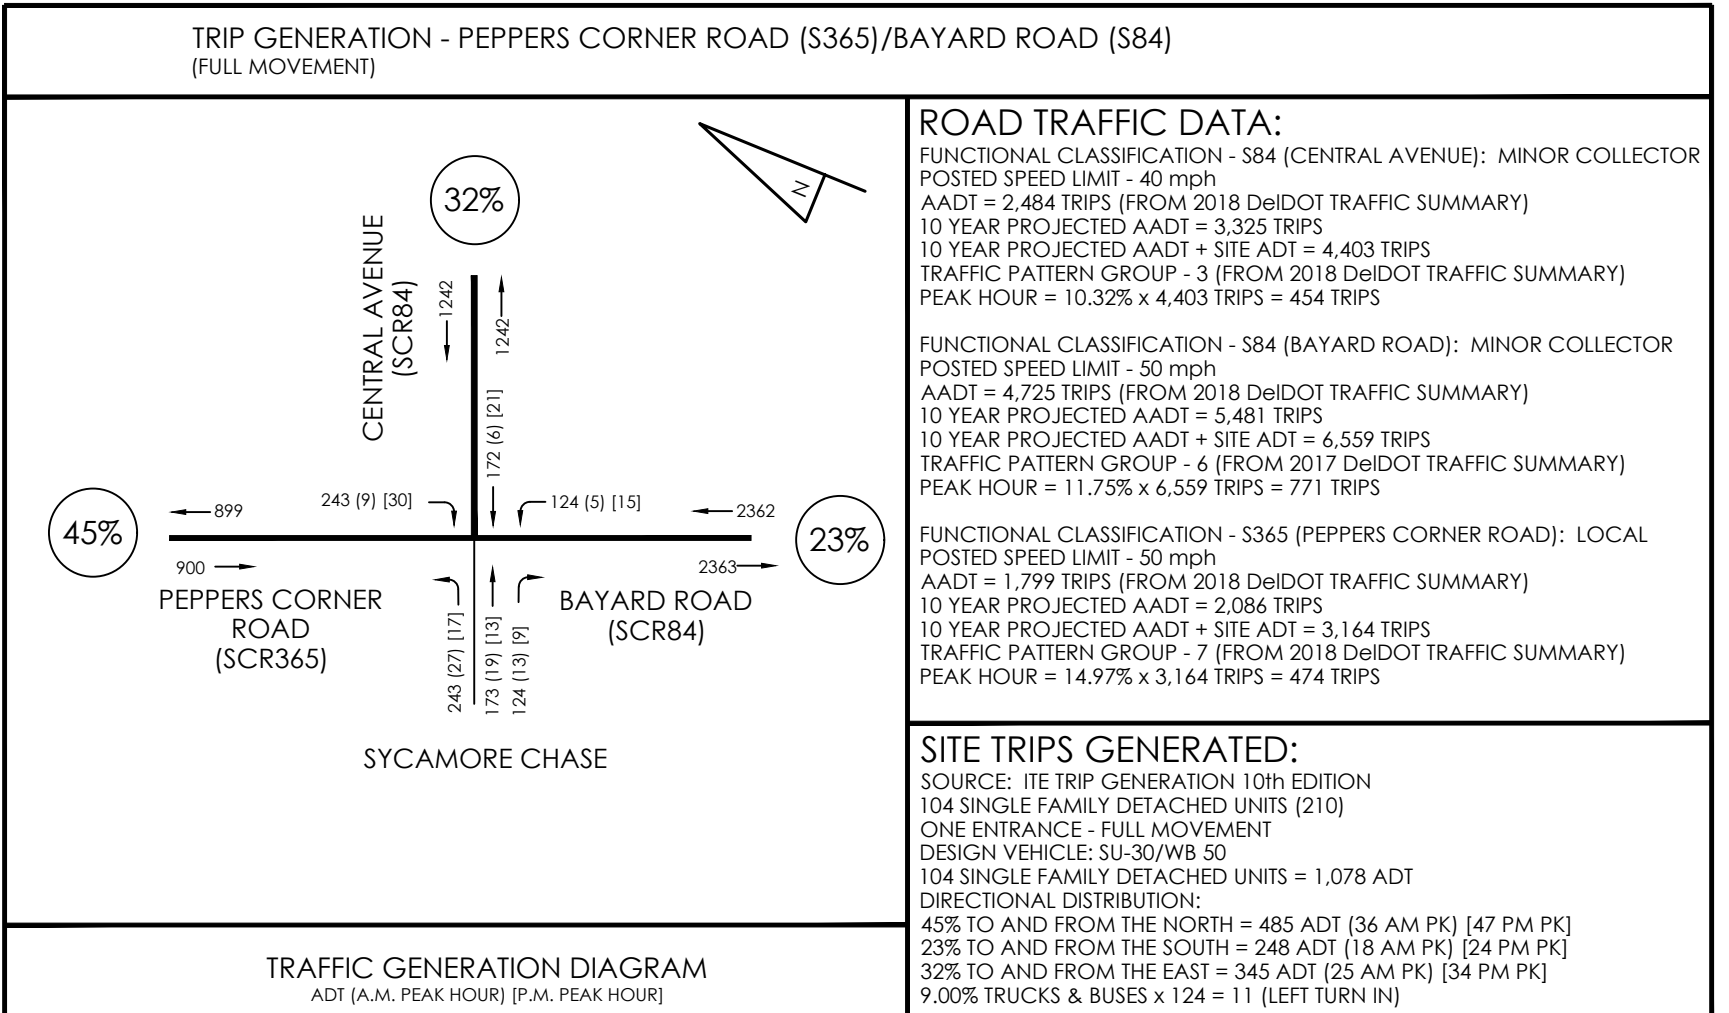 TRIP GENERATION - PEPPERS CORNER ROAD (S365)/BAYARD ROAD (S84)
(FULL MOVEMENT)
32%
N
CENTRAL AVENUE
(SCR84)
1242
1242
172 (6) [21]
45%
899
243 (9) [30]
124 (5) [15]
2362
23%
900
2363
PEPPERS CORNER
ROAD
(SCR365)
243 (27) [17]
173 (19) [13]
124 (13) [9]
BAYARD ROAD
(SCR84)
SYCAMORE CHASE
TRAFFIC GENERATION DIAGRAM
ADT (A.M. PEAK HOUR) [P.M. PEAK HOUR]
ROAD TRAFFIC DATA:
FUNCTIONAL CLASSIFICATION - S84 (CENTRAL AVENUE): MINOR COLLECTOR
POSTED SPEED LIMIT - 40 mph
AADT = 2,484 TRIPS (FROM 2018 DelDOT TRAFFIC SUMMARY)
10 YEAR PROJECTED AADT = 3,325 TRIPS
10 YEAR PROJECTED AADT + SITE ADT = 4,403 TRIPS
TRAFFIC PATTERN GROUP - 3 (FROM 2018 DelDOT TRAFFIC SUMMARY)
PEAK HOUR = 10.32% x 4,403 TRIPS = 454 TRIPS
FUNCTIONAL CLASSIFICATION - S84 (BAYARD ROAD): MINOR COLLECTOR
POSTED SPEED LIMIT - 50 mph
AADT = 4,725 TRIPS (FROM 2018 DelDOT TRAFFIC SUMMARY)
10 YEAR PROJECTED AADT = 5,481 TRIPS
10 YEAR PROJECTED AADT + SITE ADT = 6,559 TRIPS
TRAFFIC PATTERN GROUP - 6 (FROM 2017 DelDOT TRAFFIC SUMMARY)
PEAK HOUR = 11.75% x 6,559 TRIPS = 771 TRIPS
FUNCTIONAL CLASSIFICATION - S365 (PEPPERS CORNER ROAD): LOCAL
POSTED SPEED LIMIT - 50 mph
AADT = 1,799 TRIPS (FROM 2018 DelDOT TRAFFIC SUMMARY)
10 YEAR PROJECTED AADT = 2,086 TRIPS
10 YEAR PROJECTED AADT + SITE ADT = 3,164 TRIPS
TRAFFIC PATTERN GROUP - 7 (FROM 2018 DelDOT TRAFFIC SUMMARY)
PEAK HOUR = 14.97% x 3,164 TRIPS = 474 TRIPS
SITE TRIPS GENERATED:
SOURCE: ITE TRIP GENERATION 10th EDITION
104 SINGLE FAMILY DETACHED UNITS (210)
ONE ENTRANCE - FULL MOVEMENT
DESIGN VEHICLE: SU-30/WB 50
104 SINGLE FAMILY DETACHED UNITS = 1,078 ADT
DIRECTIONAL DISTRIBUTION:
45% TO AND FROM THE NORTH = 485 ADT (36 AM PK) [47 PM PK]
23% TO AND FROM THE SOUTH = 248 ADT (18 AM PK) [24 PM PK]
32% TO AND FROM THE EAST = 345 ADT (25 AM PK) [34 PM PK]
9.00% TRUCKS & BUSES x 124 = 11 (LEFT TURN IN)